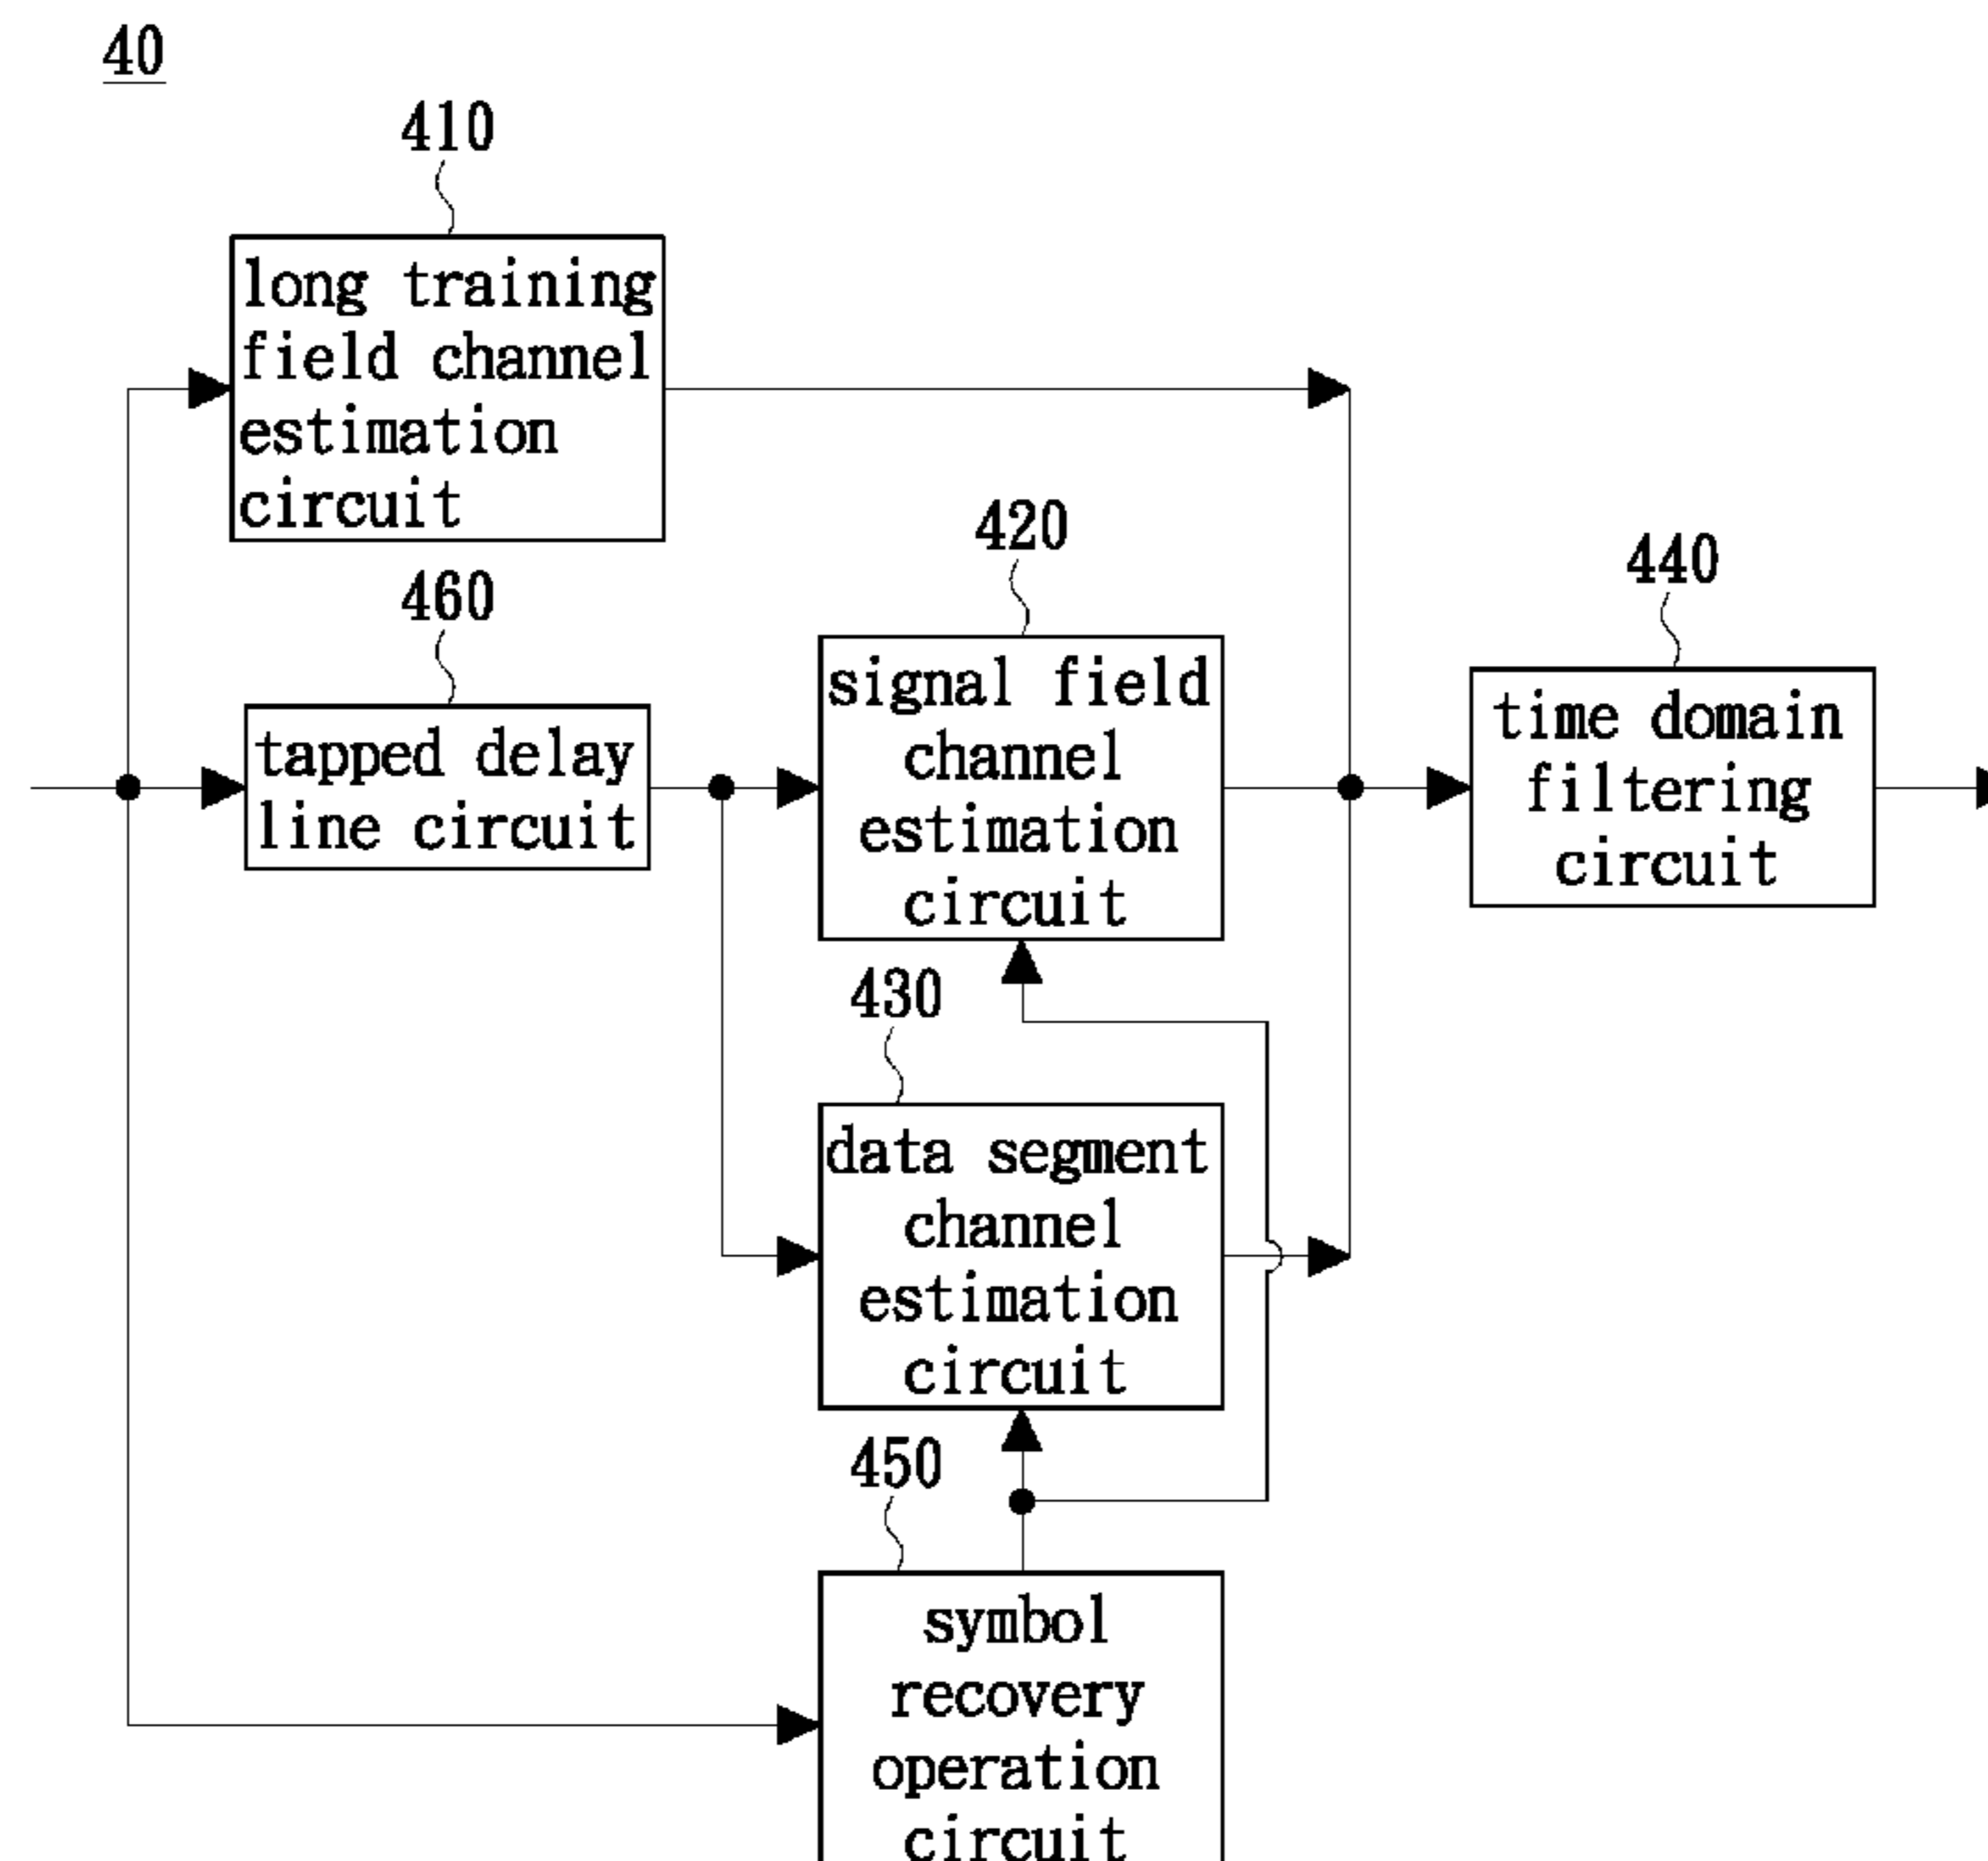 40
410
long training
field channel
estimation
circuit
460
tapped delay
line circuit
420
signal field
channel
estimation
circuit
440
time domain
filtering
circuit
430
data segment
channel
estimation
circuit
450
symbol
recovery
operation
circuit